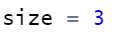 size = 3